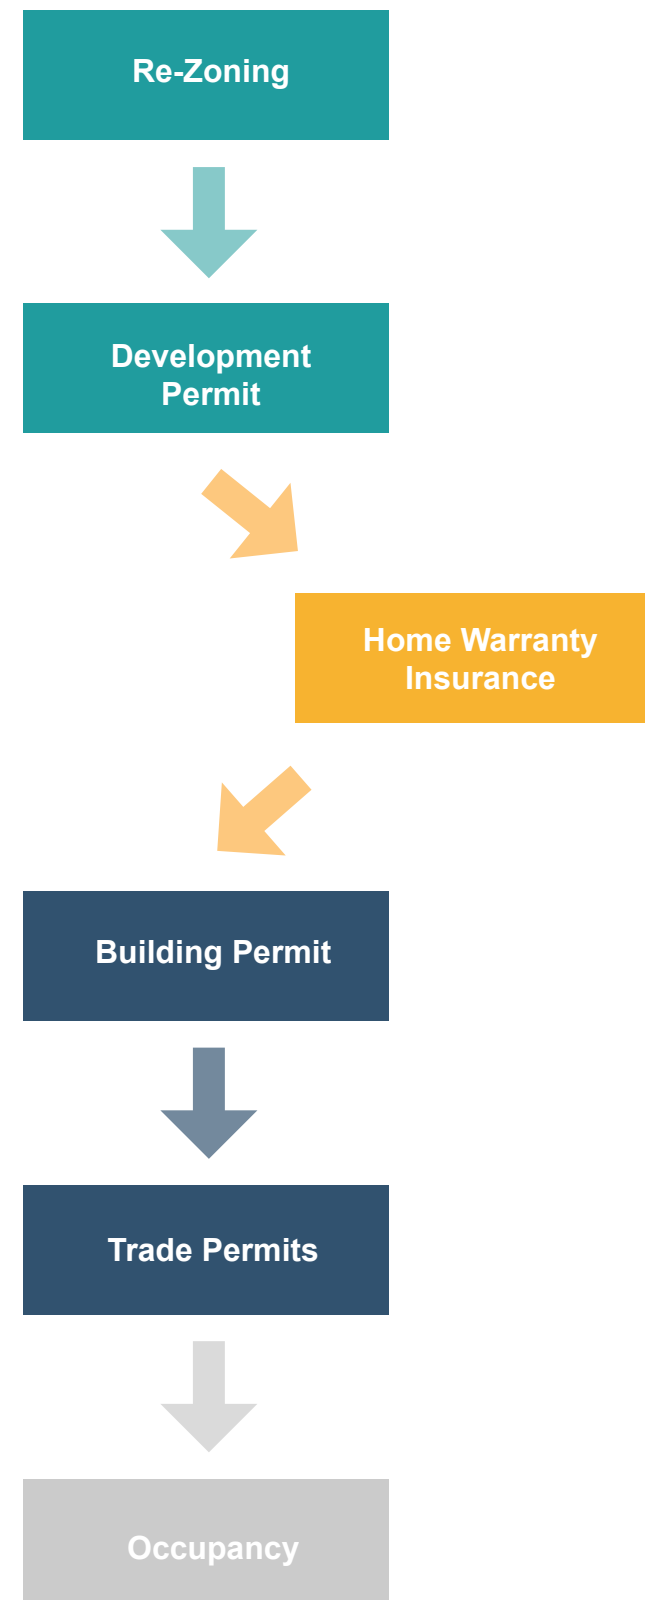 Re-Zoning
Development
Permit
Home Warranty
Insurance
Building Permit
Trade Permits
Occupancy